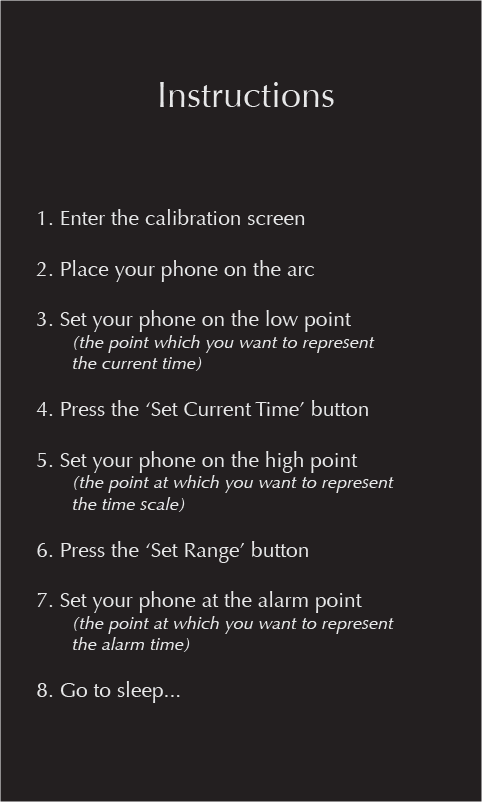 Instructions
1. Enter the calibration screen
2. Place your phone on the arc
3. Set your phone on the low point
(the point which you want to represent
the current time)
4. Press the ‘Set Current Time’ button
5. Set your phone on the high point
(the point at which you want to represent
the time scale)
6. Press the ‘Set Range’ button
7. Set your phone at the alarm point
(the point at which you want to represent
the alarm time)
8. Go to sleep...